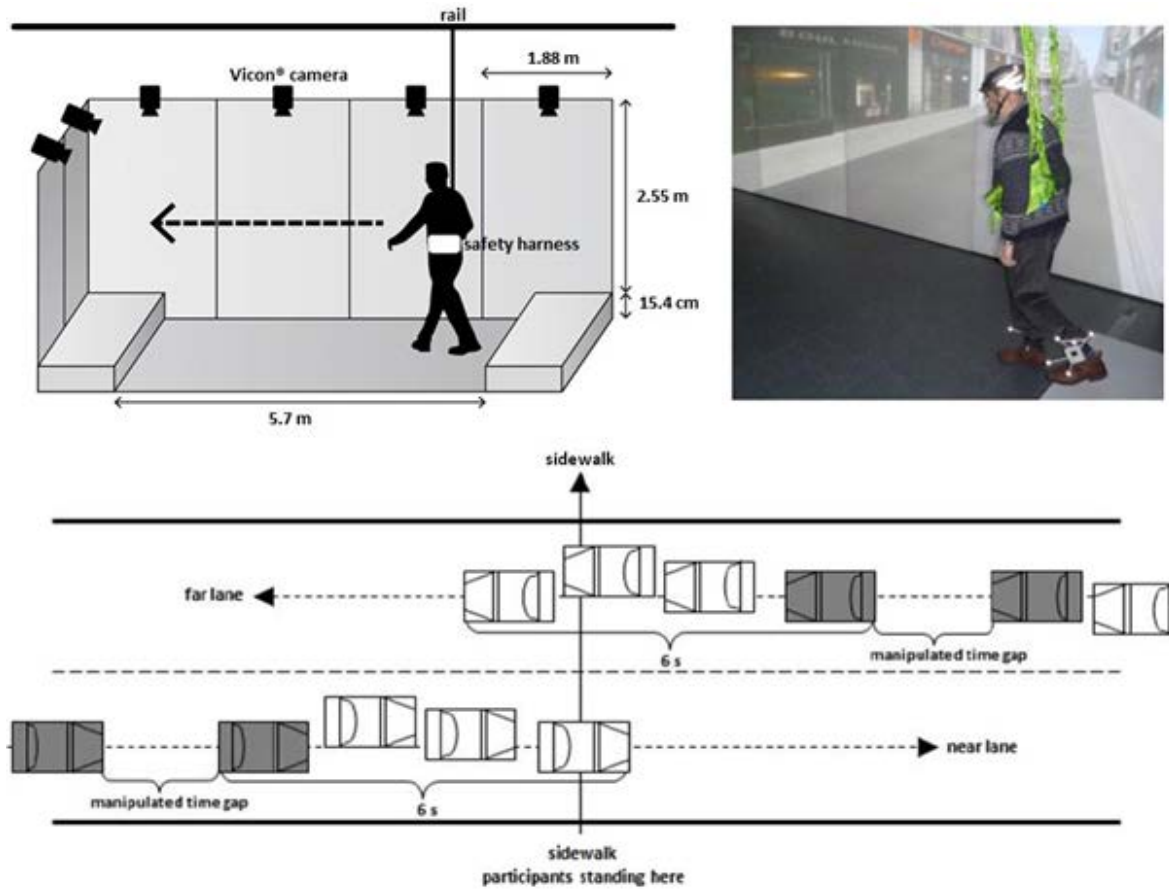 rail
Vicon® camera
1.88 m
2.55 m
safety harness
15.4 cm
5.7 m
sidewalk
far lane
6 s
manipulated time gap
near lane
manipulated time gap
6 s
sidewalk
participants standing here